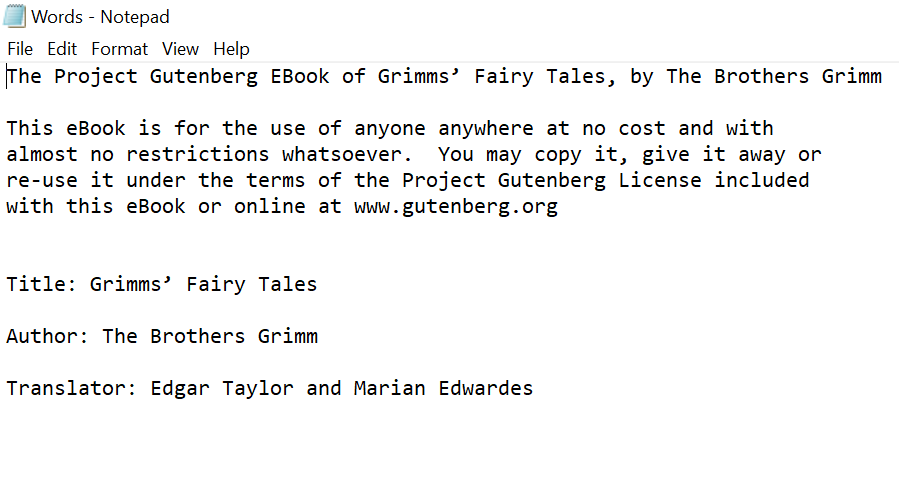 Words - Notepad
File Edit Format View Help
The Project Gutenberg EBook of Grimms’ Fairy Tales, by The Brothers Grimm
This eBook is for the use of anyone anywhere at no cost and with
almost no restrictions whatsoever.  You may copy it, give it away or
re-use it under the terms of the Project Gutenberg License included
with this eBook or online at www.gutenberg.org
Title: Grimms’ Fairy Tales
Author: The Brothers Grimm
Translator: Edgar Taylor and Marian Edwardes